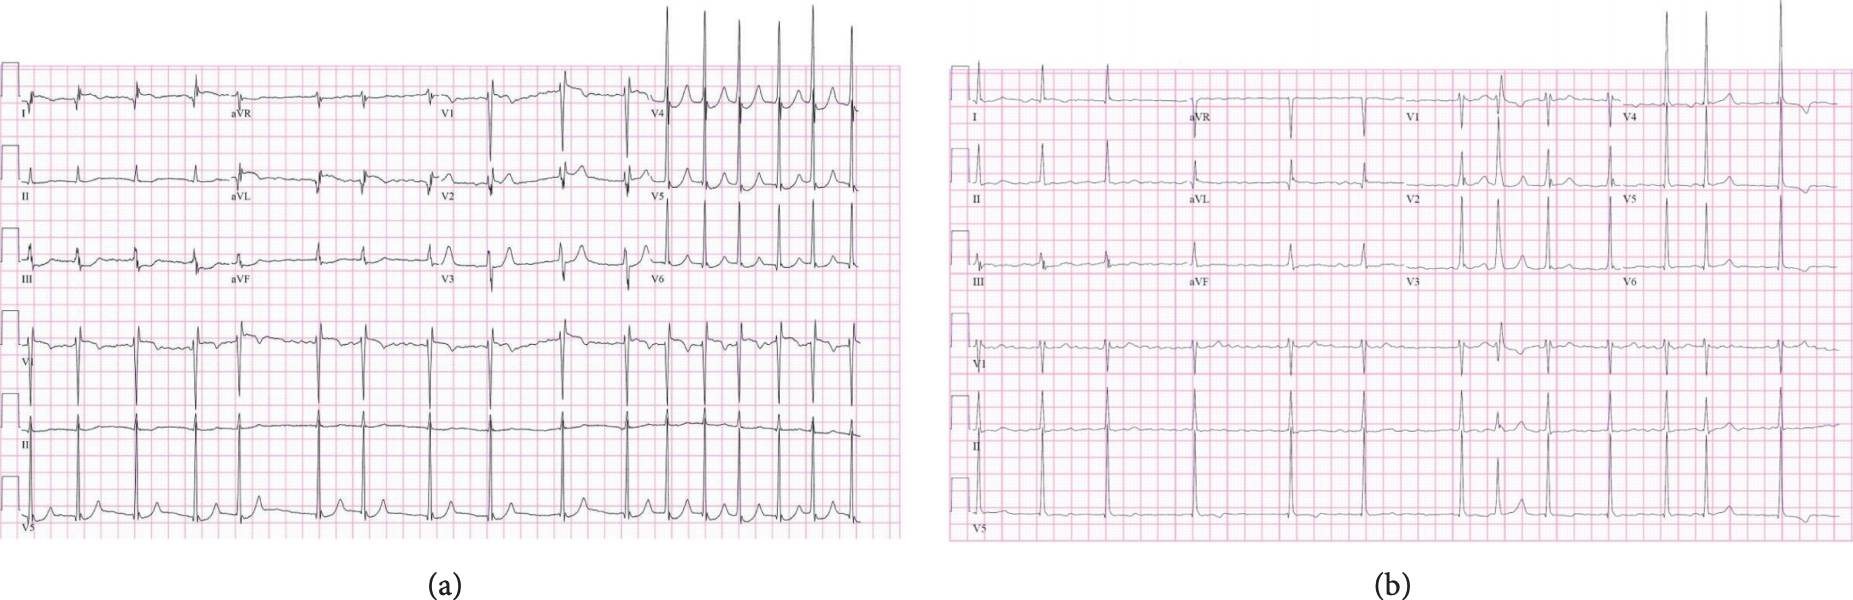 I aVR V1 V4
II aVL V2 V5
III aVF V3 V6
V1
II
V5
(a)
I aVR V1 V4
II aVL V2 V5
III aVF V3 V6
V1
II
V5
(b)